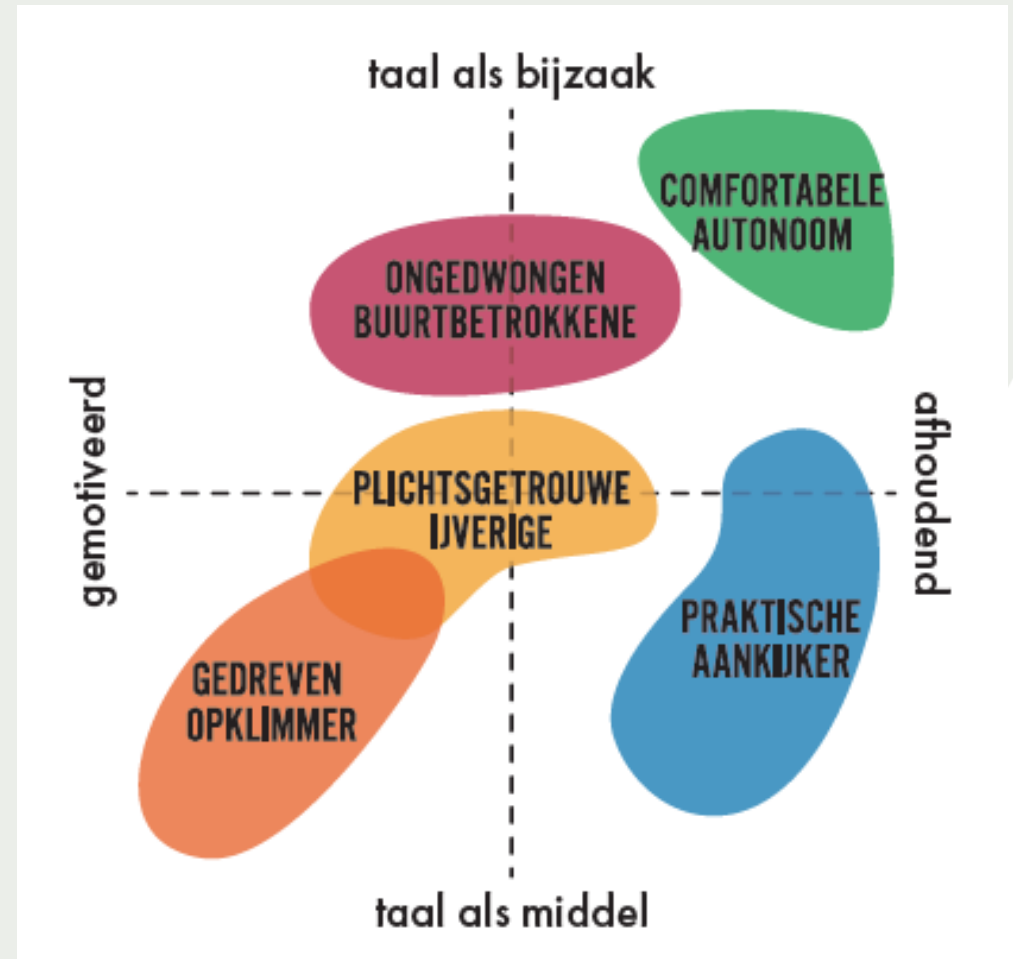 taal als bijzaak
COMFORTABELE
AUTONOOM
ONGEDWONGEN
BUURTBETROKKENE
gemotiveerd
afhoudend
PLICHTSGETROUWE
IJVERIGE
PRAKTISCHE
AANKIJKER
GEDREVEN
OPKLIMMER
taal als middel